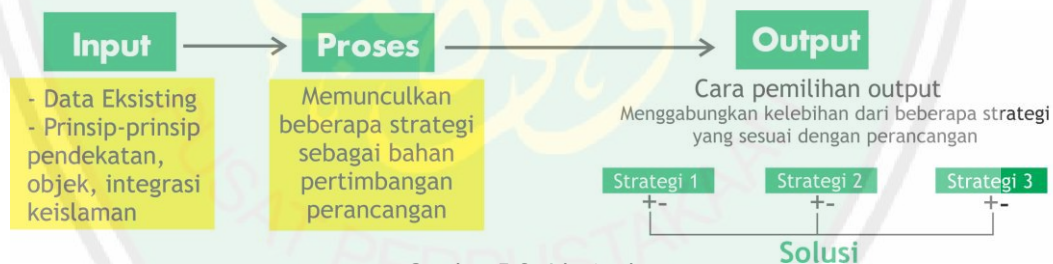 Input
Proses
Output
- Data Eksisting
- Prinsip-prinsip
pendekatan,
objek, integrasi
keislaman
Memunculkan
beberapa strategi
sebagai bahan
pertimbangan
perancangan
Cara pemilihan output
Menggabungkan kelebihan dari beberapa strategi
yang sesuai dengan perancangan
Strategi 1
Strategi 2
Strategi 3
+-
+-
+-
Solusi